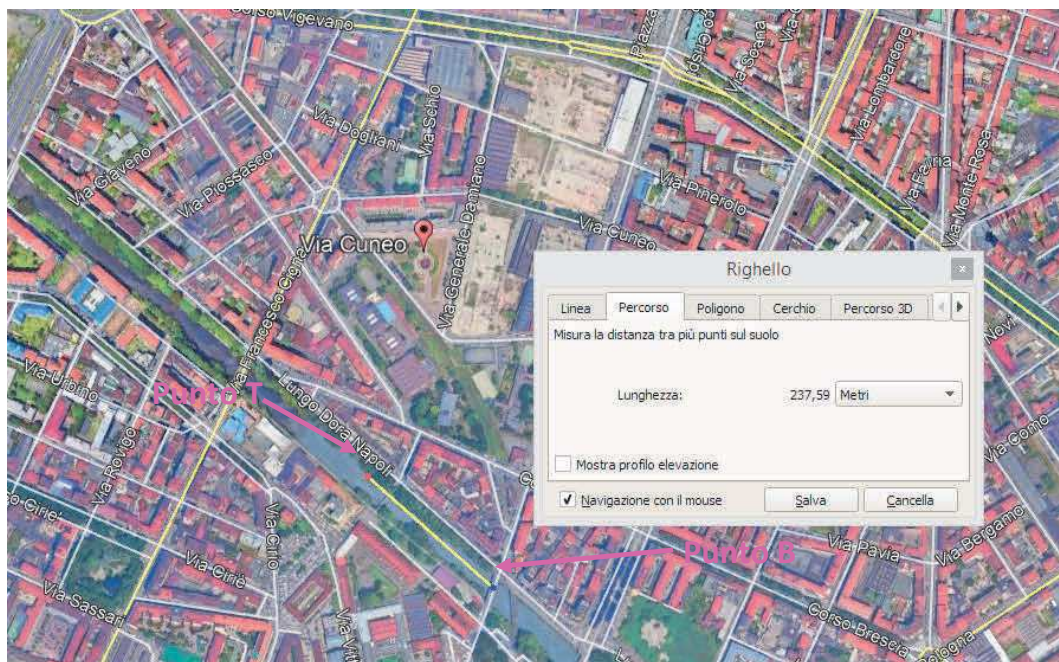 Corso Vigevano
Piazza
Via Scana
Via Lombardore
Via Giaveno
Via Piossasco
Via Dogliani
Via Schio
Via Pinerolo
Via Monte Rosa
Via Cuneo
Via Cuneo
Via Generale Damiano
Via Francesco Cigna
Righello
Linea
Percorso
Poligono
Cerchio
Percorso 3D
Misura la distanza tra più punti sul suolo
Lunghezza:
237,59
Metri
Mostra profilo elevazione
Navigazione con il mouse
Salva
Cancella
Novi
Via Urbino
Punto T
Lungo Dora Napoli
Via Rovigo
Via Como
Via Cirio
Via Ciriè
Punto B
Via Pavia
Via Bergamo
Via Sassari
Corso Brescia